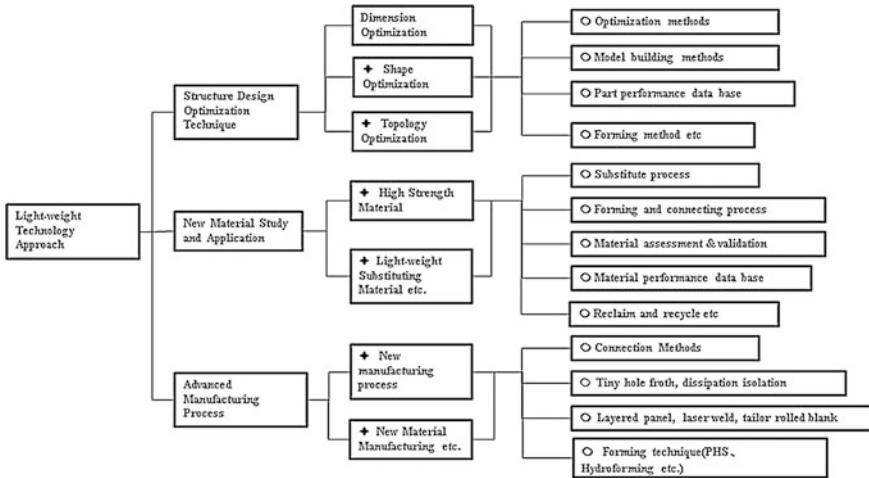 Light-weight
Technology
Approach
Structure Design
Optimization
Technique
Dimension
Optimization
✦ Shape
Optimization
✦ Topology
Optimization
○ Optimization methods
○ Model building methods
○ Part performance data base
○ Forming method etc
New Material Study
and Application
✦ High Strength
Material
✦ Light-weight
Substituting
Material etc.
○ Substitute process
○ Forming and connecting process
○ Material assessment &validation
○ Material performance data base
○ Reclaim and recycle etc
Advanced
Manufacturing
Process
✦ New
manufacturing
process
✦ New Material
Manufacturing etc.
○ Connection Methods
○ Tiny hole froth, dissipation isolation
○ Layered panel, laser weld, tailor rolled blank
○ Forming technique(PHS、
Hydroforming etc.)